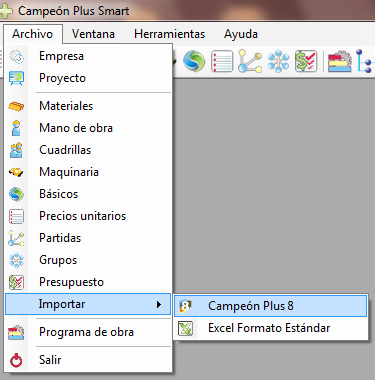 Campeón Plus Smart
Archivo Ventana Herramientas Ayuda
Empresa
Proyecto
Materiales
Mano de obra
Cuadrillas
Maquinaria
Básicos
Precios unitarios
Partidas
Grupos
Presupuesto
Importar
Campeón Plus 8
Excel Formato Estándar
Programa de obra
Salir